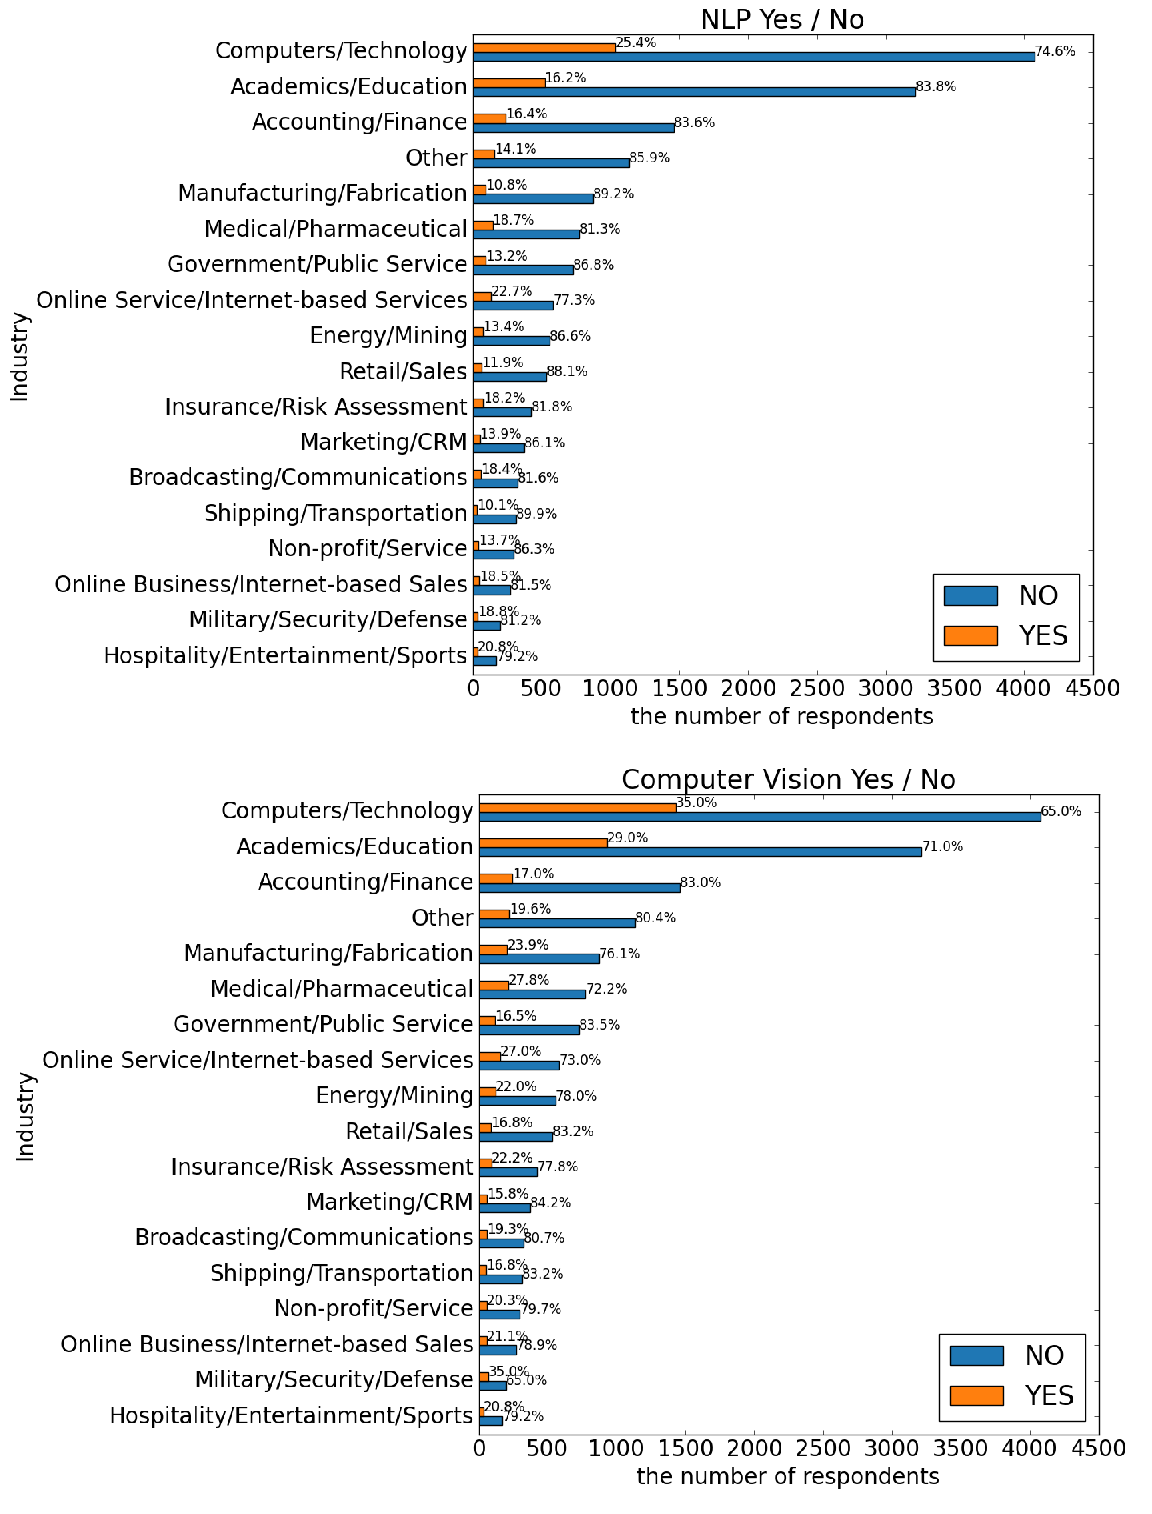 NLP Yes / No
Computers/Technology 25.4% 74.6%
Academics/Education 16.2% 83.8%
Accounting/Finance 16.4% 83.6%
Other 14.1% 85.9%
Manufacturing/Fabrication 10.8% 89.2%
Medical/Pharmaceutical 18.7% 81.3%
Government/Public Service 13.2% 86.8%
Online Service/Internet-based Services 22.7% 77.3%
Energy/Mining 13.4% 86.6%
Retail/Sales 11.9% 88.1%
Insurance/Risk Assessment 18.2% 81.8%
Marketing/CRM 13.9% 86.1%
Broadcasting/Communications 18.4% 81.6%
Shipping/Transportation 10.1% 89.9%
Non-profit/Service 13.7% 86.3%
Online Business/Internet-based Sales 18.5% 81.5%
Military/Security/Defense 18.8% 81.2%
Hospitality/Entertainment/Sports 20.8% 79.2%
Industry
NO
YES
0 500 1000 1500 2000 2500 3000 3500 4000 4500
the number of respondents
Computer Vision Yes / No
Computers/Technology 35.0% 65.0%
Academics/Education 29.0% 71.0%
Accounting/Finance 17.0% 83.0%
Other 19.6% 80.4%
Manufacturing/Fabrication 23.9% 76.1%
Medical/Pharmaceutical 27.8% 72.2%
Government/Public Service 16.5% 83.5%
Online Service/Internet-based Services 27.0% 73.0%
Energy/Mining 22.0% 78.0%
Retail/Sales 16.8% 83.2%
Insurance/Risk Assessment 22.2% 77.8%
Marketing/CRM 15.8% 84.2%
Broadcasting/Communications 19.3% 80.7%
Shipping/Transportation 16.8% 83.2%
Non-profit/Service 20.3% 79.7%
Online Business/Internet-based Sales 21.1% 78.9%
Military/Security/Defense 35.0% 65.0%
Hospitality/Entertainment/Sports 20.8% 79.2%
Industry
NO
YES
0 500 1000 1500 2000 2500 3000 3500 4000 4500
the number of respondents